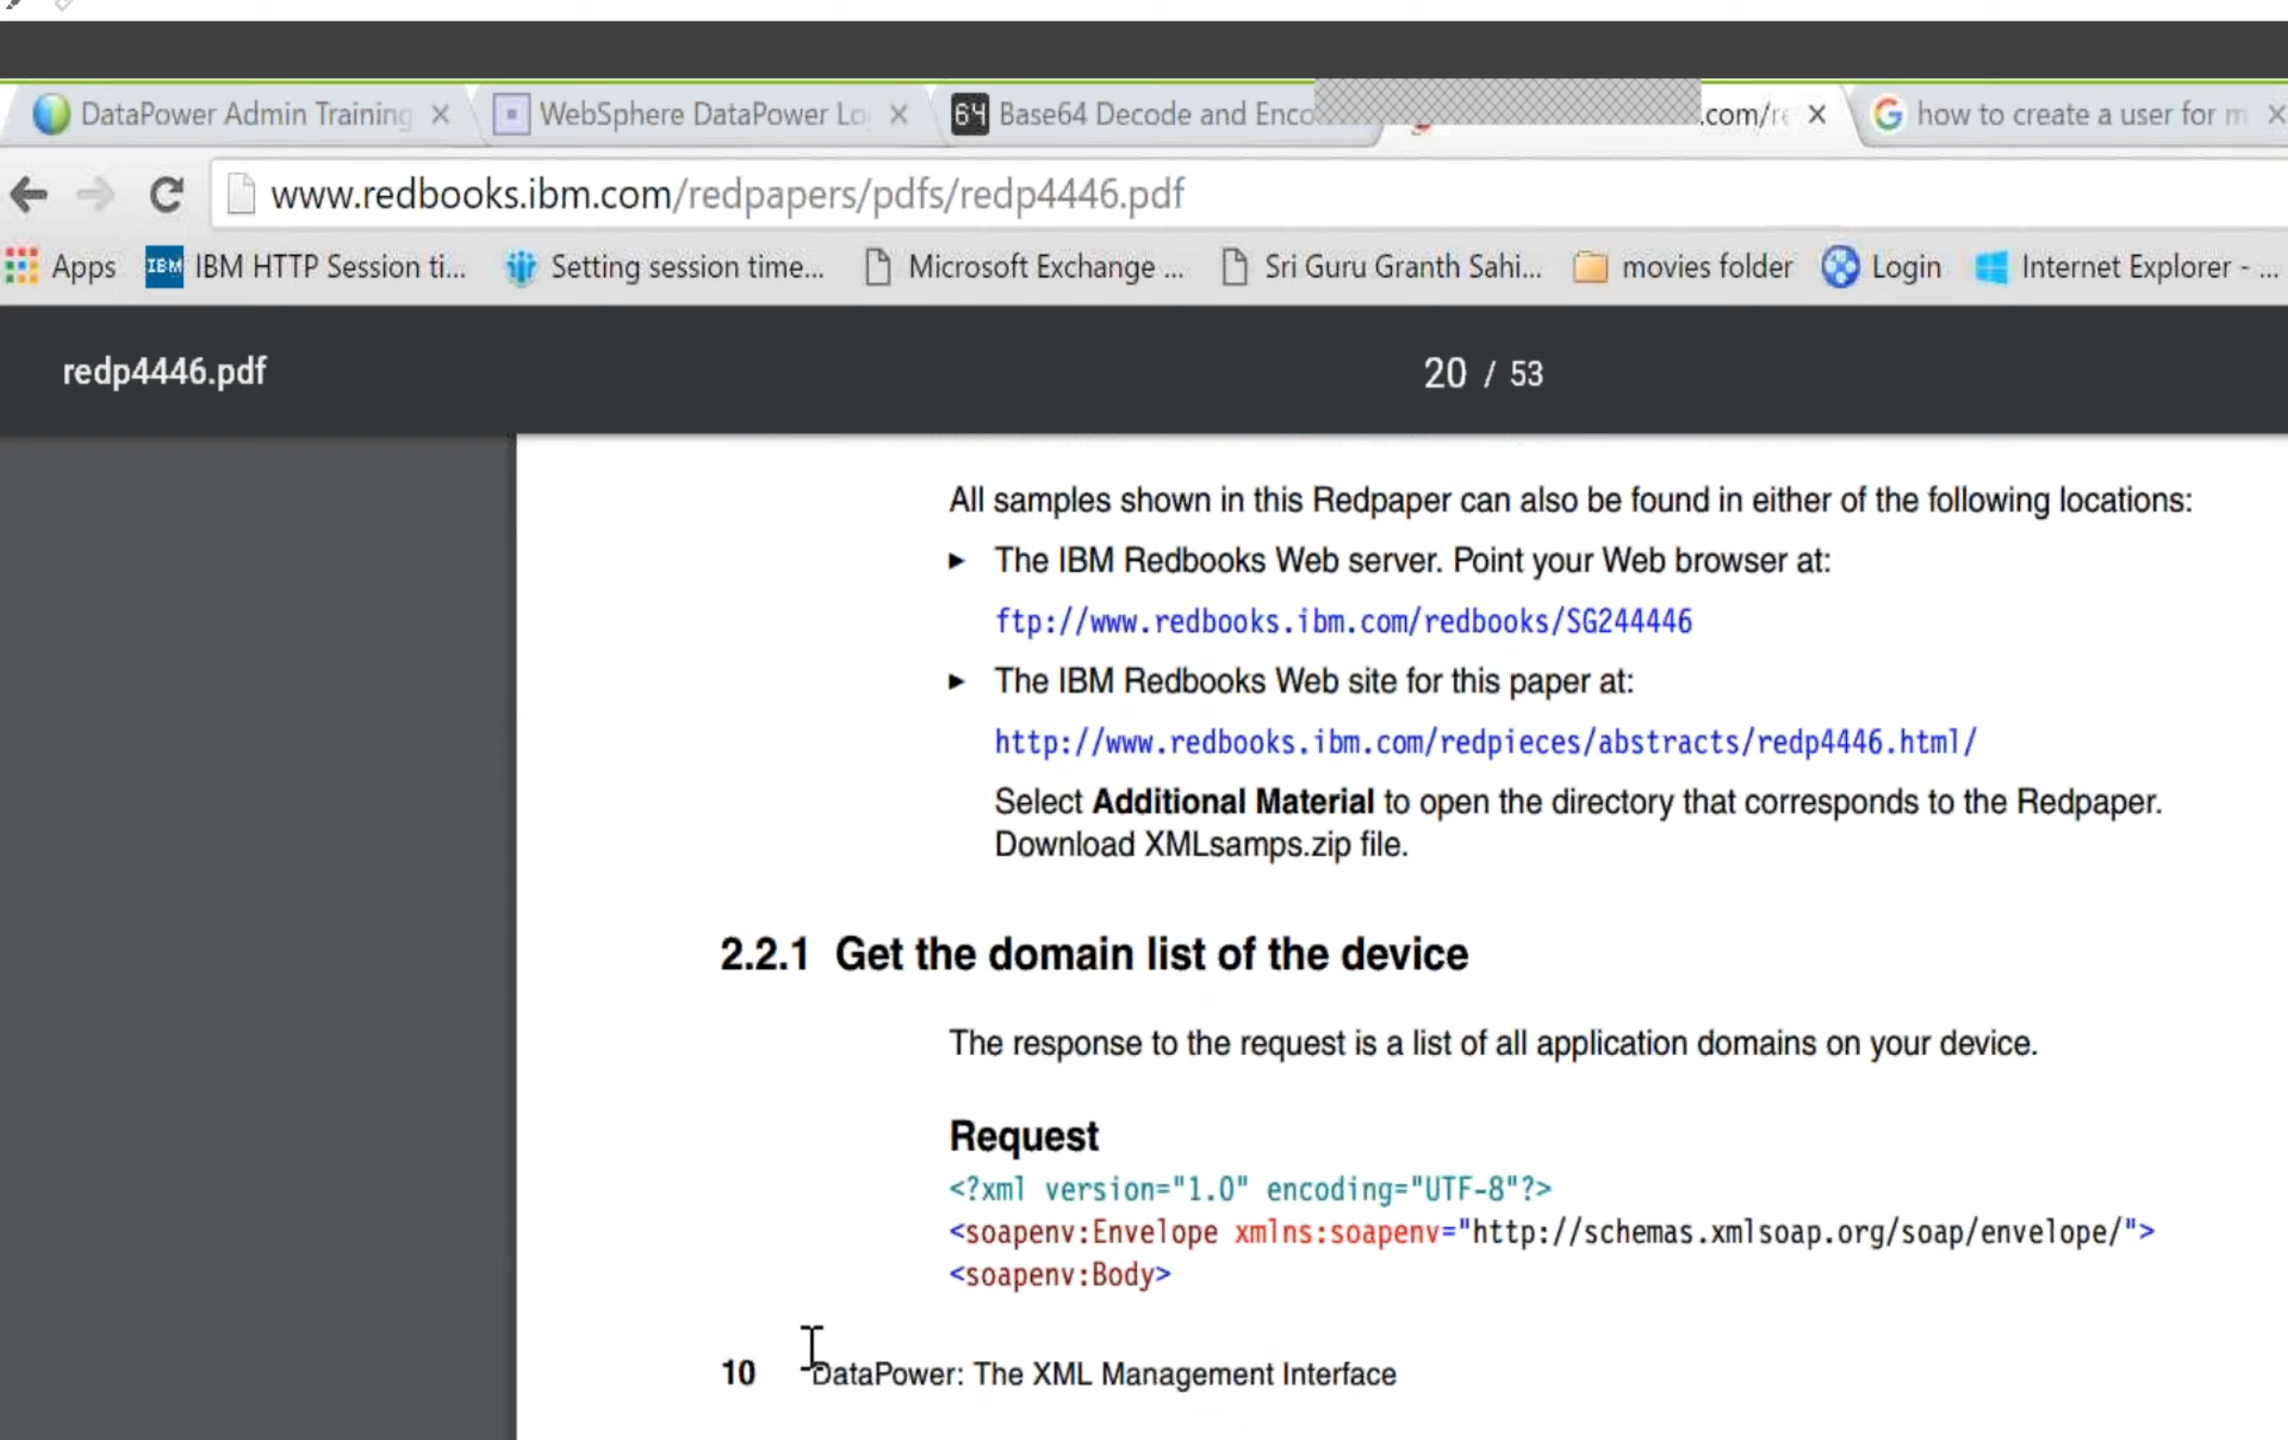 DataPower Admin Training
WebSphere DataPower Lo
64 Base64 Decode and Enco
.com/re
how to create a user for m
www.redbooks.ibm.com/redpapers/pdfs/redp4446.pdf
Apps IBM IBM HTTP Session ti... Setting session time... Microsoft Exchange ... Sri Guru Granth Sahi... movies folder Login Internet Explorer - ...
redp4446.pdf 20 / 53
All samples shown in this Redpaper can also be found in either of the following locations:
► The IBM Redbooks Web server. Point your Web browser at:
ftp://www.redbooks.ibm.com/redbooks/SG244446
► The IBM Redbooks Web site for this paper at:
http://www.redbooks.ibm.com/redpieces/abstracts/redp4446.html/
Select Additional Material to open the directory that corresponds to the Redpaper.
Download XMLsamps.zip file.
2.2.1 Get the domain list of the device
The response to the request is a list of all application domains on your device.
Request
<?xml version="1.0" encoding="UTF-8"?>
<soapenv:Envelope xmlns:soapenv="http://schemas.xmlsoap.org/soap/envelope/">
<soapenv:Body>
10 DataPower: The XML Management Interface